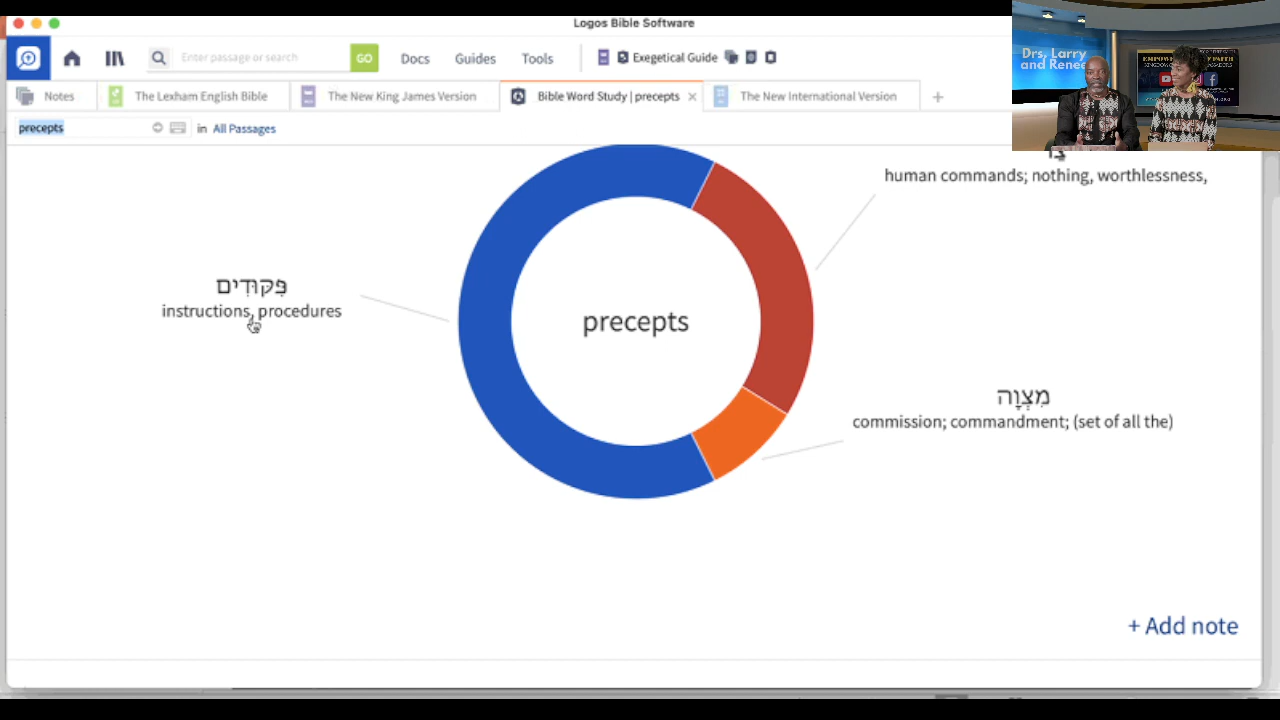 Logos Bible Software
Enter passage or search
GO
Docs
Guides
Tools
Exegetical Guide
Notes
The Lexham English Bible
The New King James Version
Bible Word Study | precepts
The New International Version
precepts
in All Passages
Drs. Larry
and Renee
human commands; nothing, worthlessness,
פִּקּוּדִים
instructions, procedures
precepts
מִצְוָה
commission; commandment; (set of all the)
+ Add note